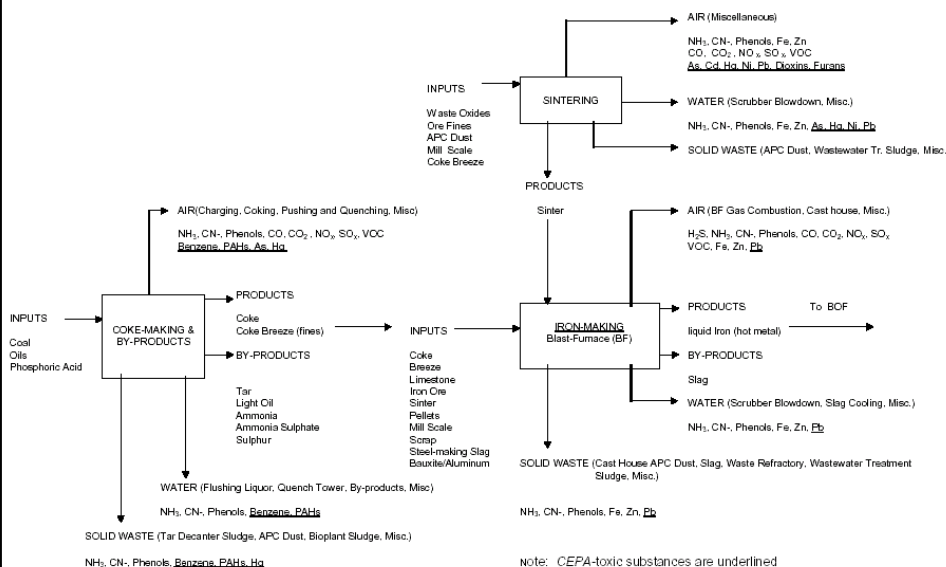 AIR (Miscellaneous)
NH₃, CN-, Phenols, Fe, Zn
CO, CO₂, NOₓ, SOₓ, VOC
As, Cd, Hg, Ni, Pb, Dioxins, Furans
INPUTS
Waste Oxides
Ore Fines
APC Dust
Mill Scale
Coke Breeze
SINTERING
WATER (Scrubber Blowdown, Misc.)
NH₃, CN-, Phenols, Fe, Zn, As, Hg, Ni, Pb
SOLID WASTE (APC Dust, Wastewater Tr. Sludge, Misc.
PRODUCTS
Sinter
AIR(Charging, Coking, Pushing and Quenching, Misc)
NH₃, CN-, Phenols, CO, CO₂, NOₓ, SOₓ, VOC
Benzene, PAHs, As, Hg
INPUTS
Coal
Oils
Phosphoric Acid
COKE-MAKING &
BY-PRODUCTS
PRODUCTS
Coke
Coke Breeze (fines)
BY-PRODUCTS
Tar
Light Oil
Ammonia
Ammonia Sulphate
Sulphur
WATER (Flushing Liquor, Quench Tower, By-products, Misc)
NH₃, CN-, Phenols, Benzene, PAHs
SOLID WASTE (Tar Decanter Sludge, APC Dust, Bioplant Sludge, Misc.)
NH₃, CN-, Phenols, Benzene, PAHs, Hg
AIR (BF Gas Combustion, Cast house, Misc.)
H2S, NH₃, CN-, Phenols, CO, CO₂, NOₓ, SOₓ
VOC, Fe, Zn, Pb
INPUTS
Coke
Breeze
Limestone
Iron Ore
Sinter
Pellets
Mill Scale
Scrap
Steel-making Slag
Bauxite/Aluminum
IRON-MAKING
Blast-Furnace (BF)
PRODUCTS
liquid Iron (hot metal)
To BOF
BY-PRODUCTS
Slag
WATER (Scrubber Blowdown, Slag Cooling, Misc.)
NH₃, CN-, Phenols, Fe, Zn, Pb
SOLID WASTE (Cast House APC Dust, Slag, Waste Refractory, Wastewater Treatment
Sludge, Misc.)
NH₃, CN-, Phenols, Fe, Zn, Pb
Note: CEPA-toxic substances are underlined